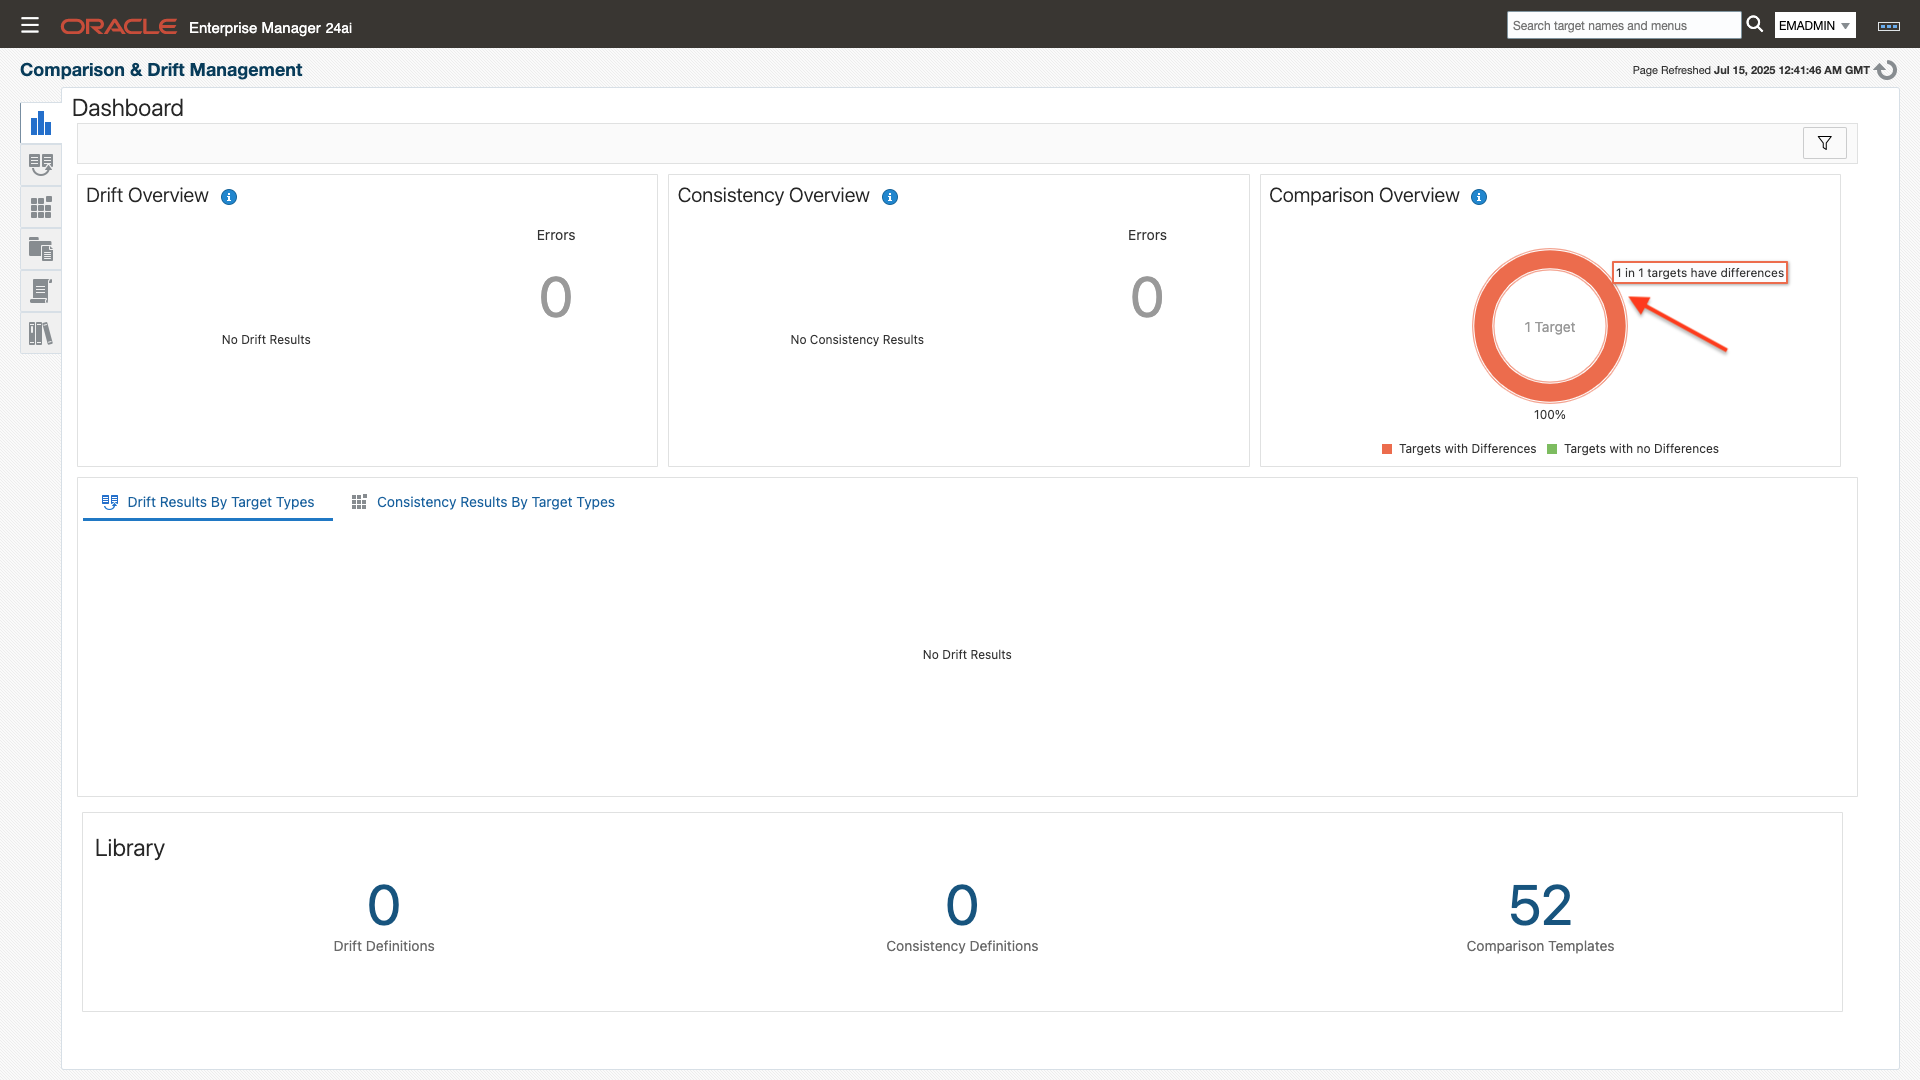 ORACLE Enterprise Manager 24ai
Search target names and menus
EMADMIN
Comparison & Drift Management
Page Refreshed Jul 15, 2025 12:41:46 AM GMT
Dashboard
Drift Overview
Errors
0
No Drift Results
Consistency Overview
Errors
0
No Consistency Results
Comparison Overview
1 in 1 targets have differences
1 Target
100%
Targets with Differences
Targets with no Differences
Drift Results By Target Types
Consistency Results By Target Types
No Drift Results
Library
0
Drift Definitions
0
Consistency Definitions
52
Comparison Templates